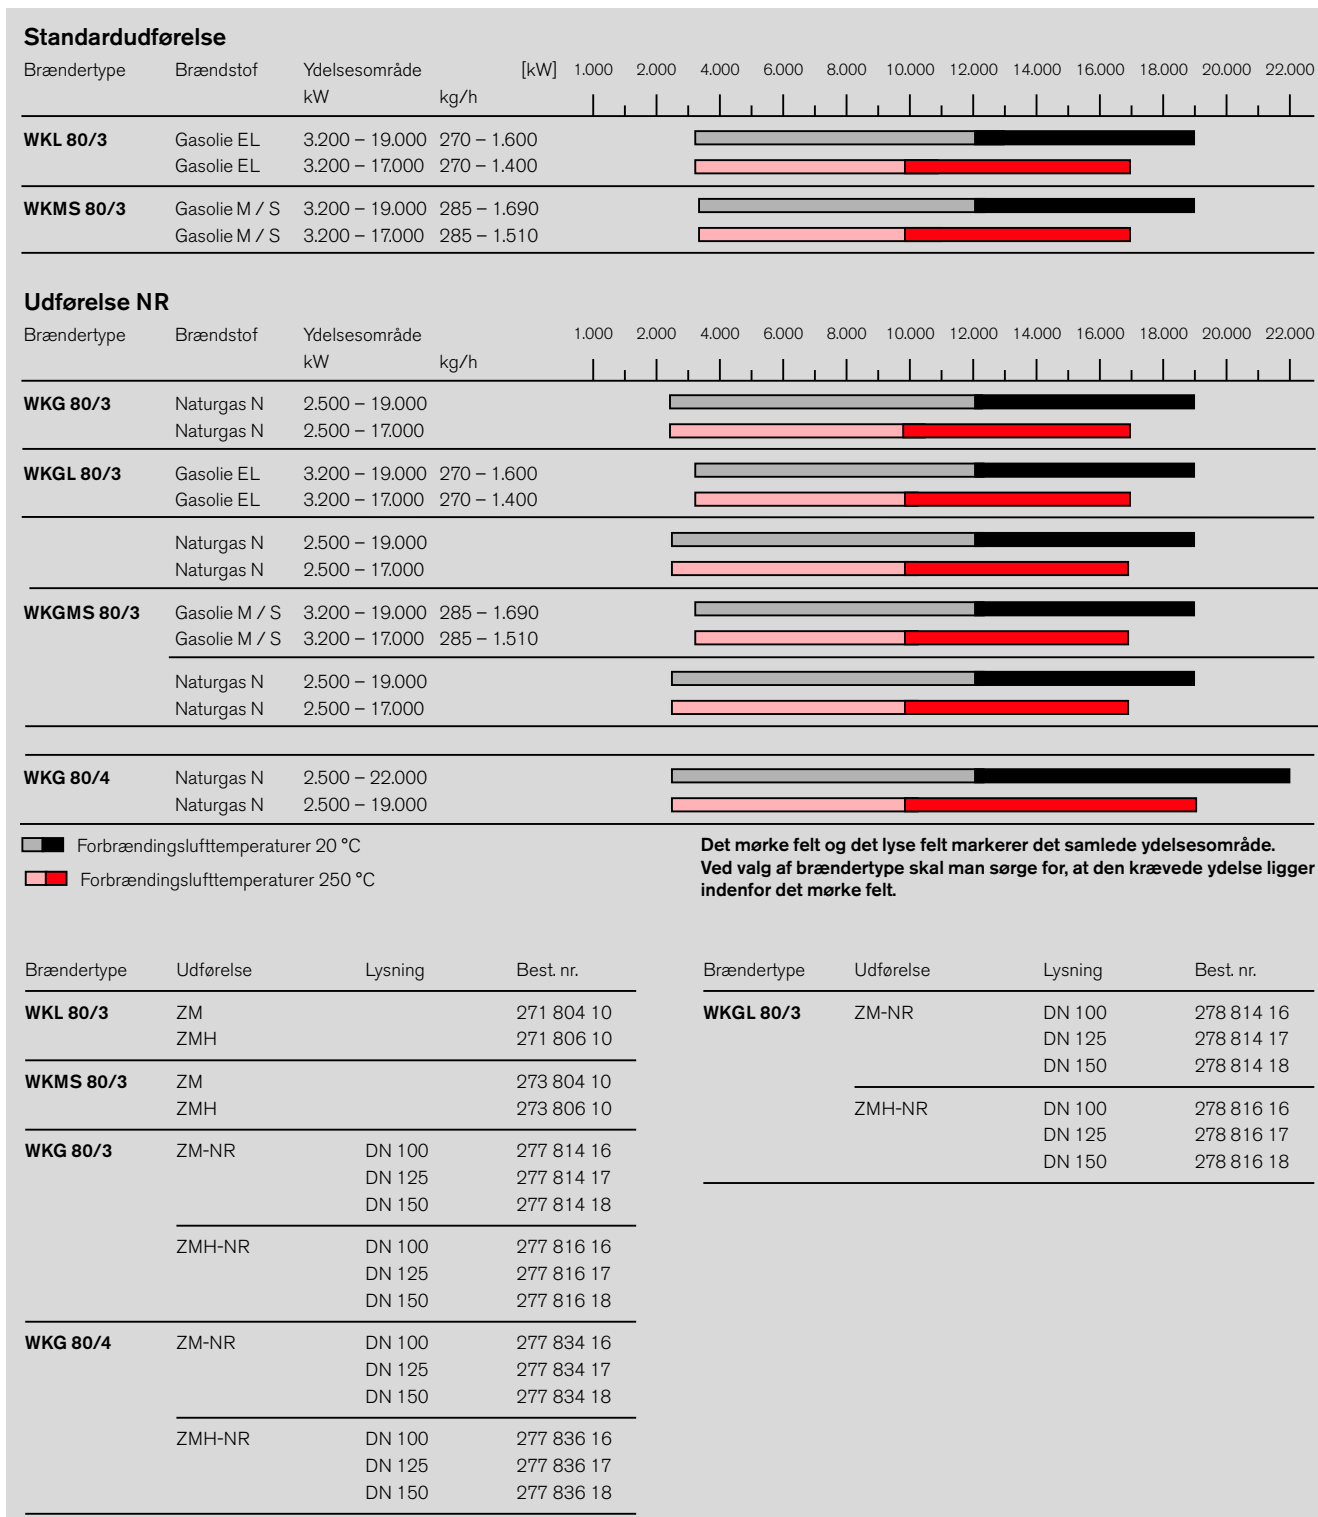 Standardudførelse
Brændertype Brændstof Ydelsesområde [kW] 1.000 2.000 4.000 6.000 8.000 10.000 12.000 14.000 16.000 18.000 20.000 22.000
kW kg/h
WKL 80/3 Gasolie EL 3.200 – 19.000 270 – 1.600
Gasolie EL 3.200 – 17.000 270 – 1.400
WKMS 80/3 Gasolie M / S 3.200 – 19.000 285 – 1.690
Gasolie M / S 3.200 – 17.000 285 – 1.510
Udførelse NR
Brændertype Brændstof Ydelsesområde 1.000 2.000 4.000 6.000 8.000 10.000 12.000 14.000 16.000 18.000 20.000 22.000
kW kg/h
WKG 80/3 Naturgas N 2.500 – 19.000
Naturgas N 2.500 – 17.000
WKGL 80/3 Gasolie EL 3.200 – 19.000 270 – 1.600
Gasolie EL 3.200 – 17.000 270 – 1.400
Naturgas N 2.500 – 19.000
Naturgas N 2.500 – 17.000
WKGMS 80/3 Gasolie M / S 3.200 – 19.000 285 – 1.690
Gasolie M / S 3.200 – 17.000 285 – 1.510
Naturgas N 2.500 – 19.000
Naturgas N 2.500 – 17.000
WKG 80/4 Naturgas N 2.500 – 22.000
Naturgas N 2.500 – 19.000
Forbrændingslufttemperaturer 20 °C
Forbrændingslufttemperaturer 250 °C
Det mørke felt og det lyse felt markerer det samlede ydelsesområde.
Ved valg af brændertype skal man sørge for, at den krævede ydelse ligger
indenfor det mørke felt.
Brændertype Udførelse Lysning Best. nr.
WKL 80/3 ZM 271 804 10
ZMH 271 806 10
WKMS 80/3 ZM 273 804 10
ZMH 273 806 10
WKG 80/3 ZM-NR DN 100 277 814 16
DN 125 277 814 17
DN 150 277 814 18
ZMH-NR DN 100 277 816 16
DN 125 277 816 17
DN 150 277 816 18
WKG 80/4 ZM-NR DN 100 277 834 16
DN 125 277 834 17
DN 150 277 834 18
ZMH-NR DN 100 277 836 16
DN 125 277 836 17
DN 150 277 836 18
Brændertype Udførelse Lysning Best. nr.
WKGL 80/3 ZM-NR DN 100 278 814 16
DN 125 278 814 17
DN 150 278 814 18
ZMH-NR DN 100 278 816 16
DN 125 278 816 17
DN 150 278 816 18